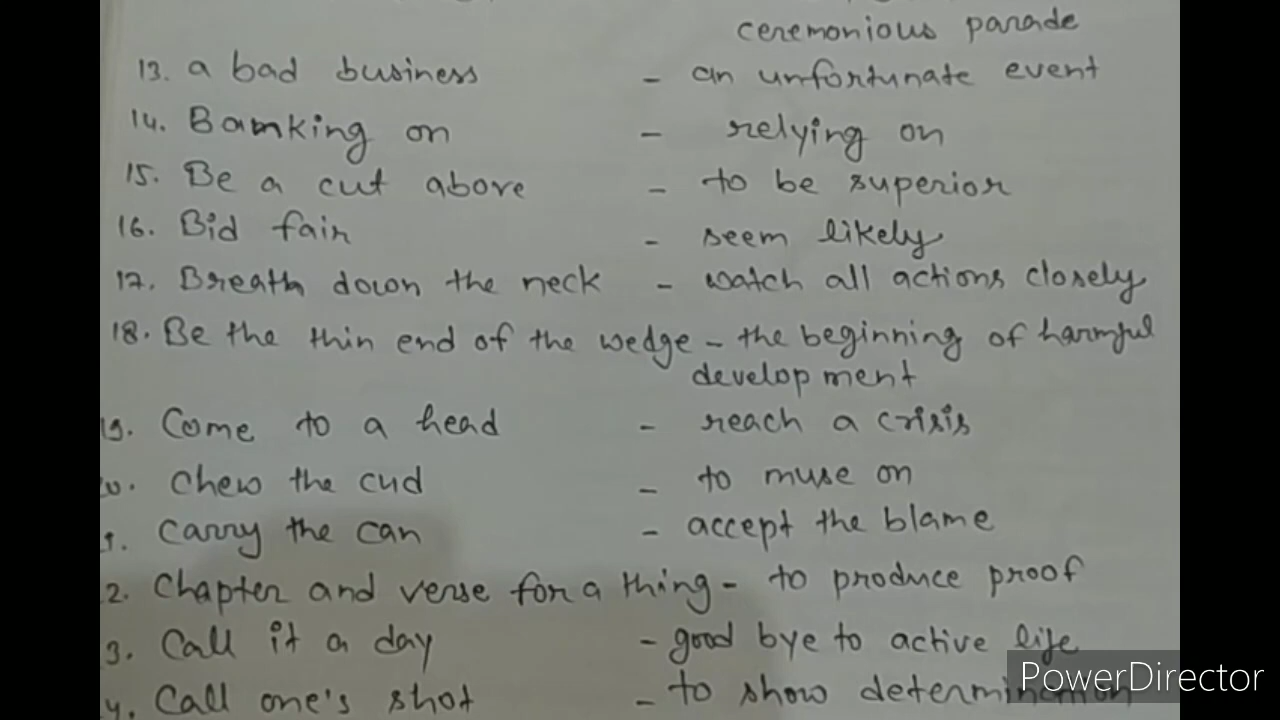 ceremonious parade
13. a bad business - an unfortunate event
14. Banking on - relying on
15. Be a cut above - to be superior
16. Bid fair - seem likely
17. Breath down the neck - watch all actions closely
18. Be the thin end of the wedge - the beginning of harmful
development
19. Come to a head - reach a crisis
0. Chew the cud - to muse on
1. Carry the can - accept the blame
2. Chapter and verse for a thing - to produce proof
3. Call it a day - good bye to active life
4. Call one's shot - to show determination
PowerDirector